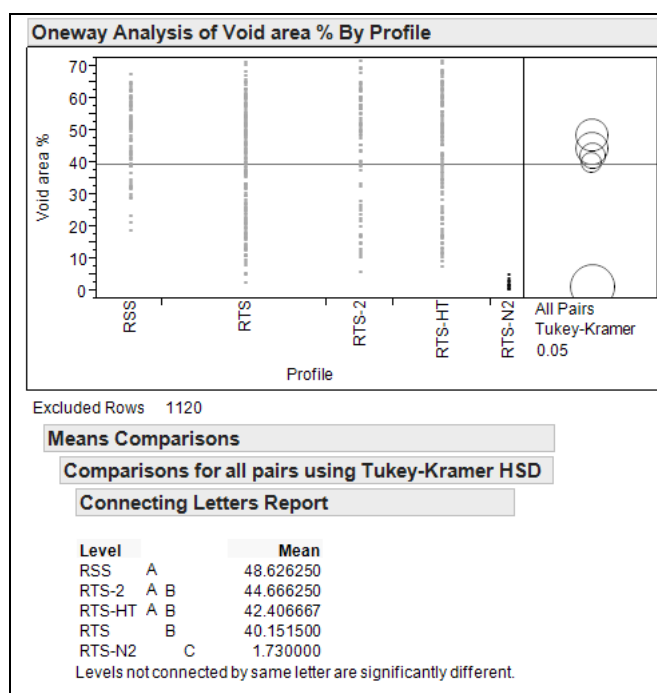 Oneway Analysis of Void area % By Profile
Void area %
70
60
50
40
30
20
10
0
RSS
RTS
RTS-2
RTS-HT
RTS-N2
Profile
All Pairs
Tukey-Kramer
0.05
Excluded Rows 1120
Means Comparisons
Comparisons for all pairs using Tukey-Kramer HSD
Connecting Letters Report
Level Mean
RSS A 48.626250
RTS-2 A B 44.666250
RTS-HT A B 42.406667
RTS B 40.151500
RTS-N2 C 1.730000
Levels not connected by same letter are significantly different.